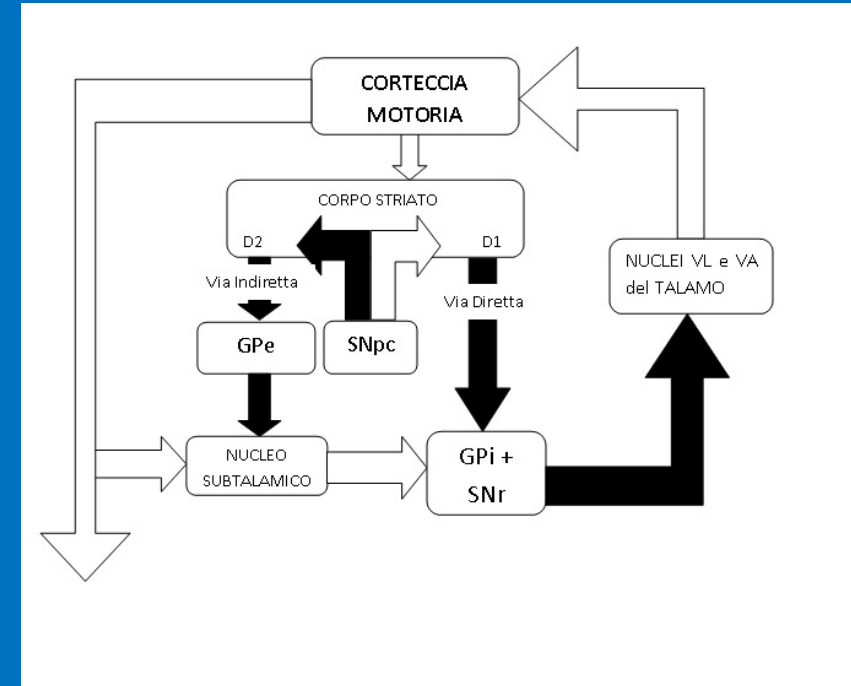 CORTECCIA
MOTORIA
CORPO STRIATO
D2
D1
NUCLEI VL e VA
del TALAMO
Via Indiretta
Via Diretta
GPe
SNpc
NUCLEO
SUBTALAMICO
GPi +
SNr